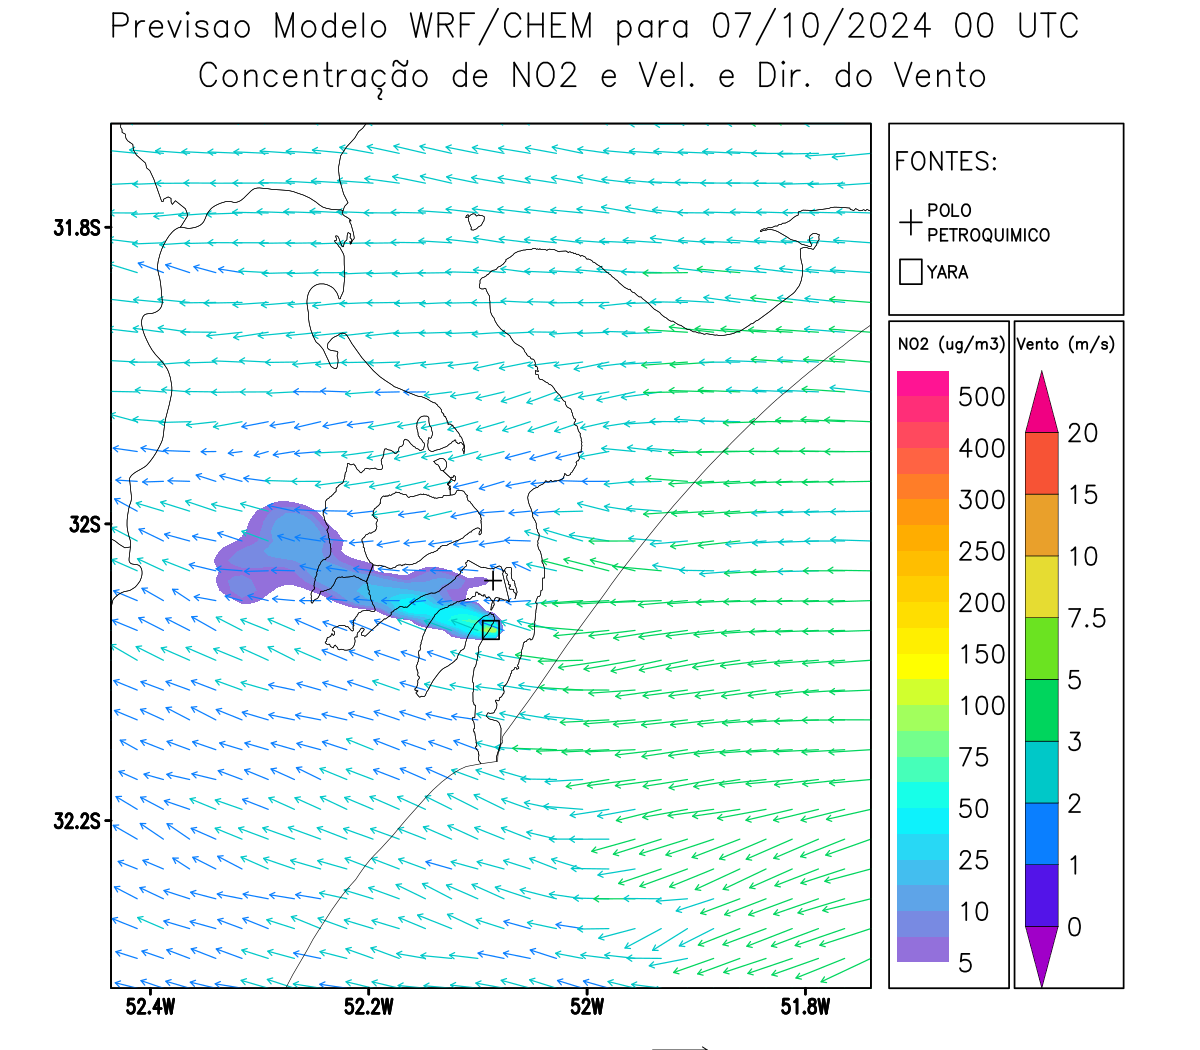 Previsao Modelo WRF/CHEM para 07/10/2024 00 UTC
Concentração de NO2 e Vel. e Dir. do Vento
FONTES:
POLO
PETROQUIMICO
YARA
NO2 (ug/m3)
500
400
300
250
200
150
100
75
50
25
10
5
Vento (m/s)
20
15
10
7.5
5
3
2
1
0
31.8S
32S
32.2S
52.4W
52.2W
52W
51.8W